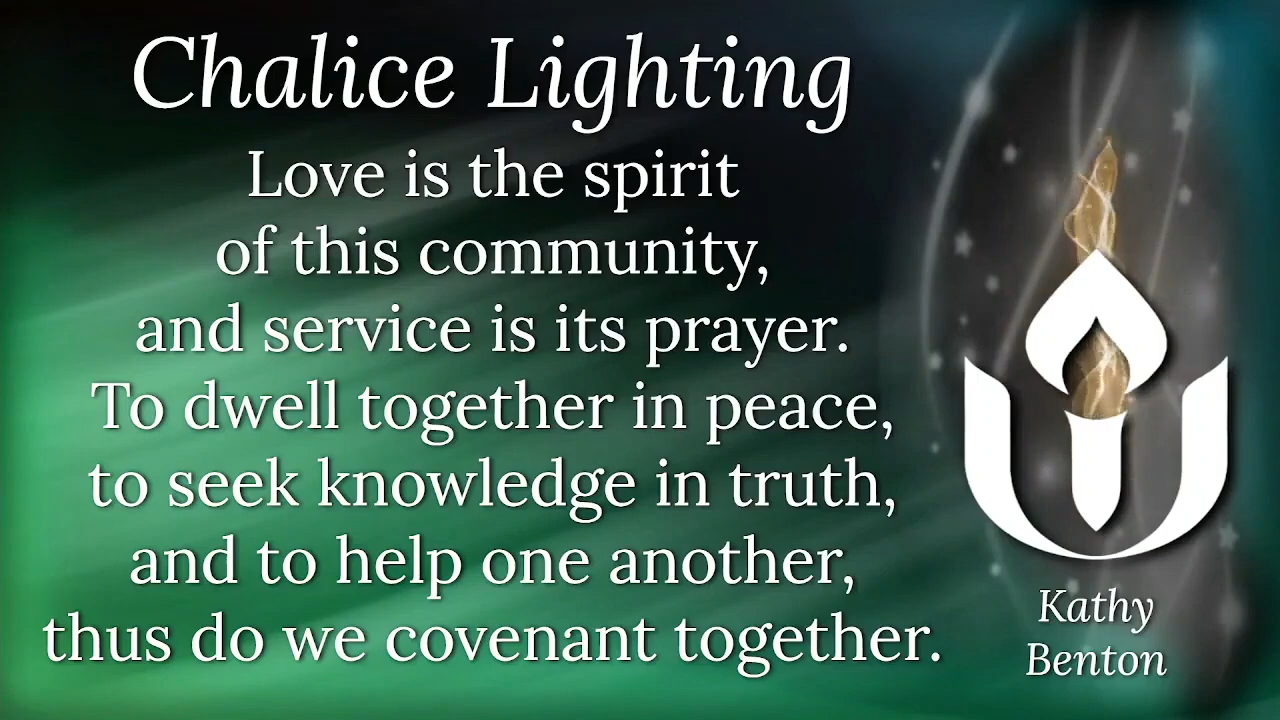 Chalice Lighting
Love is the spirit
of this community,
and service is its prayer.
To dwell together in peace,
to seek knowledge in truth,
and to help one another,
thus do we covenant together.
Kathy
Benton